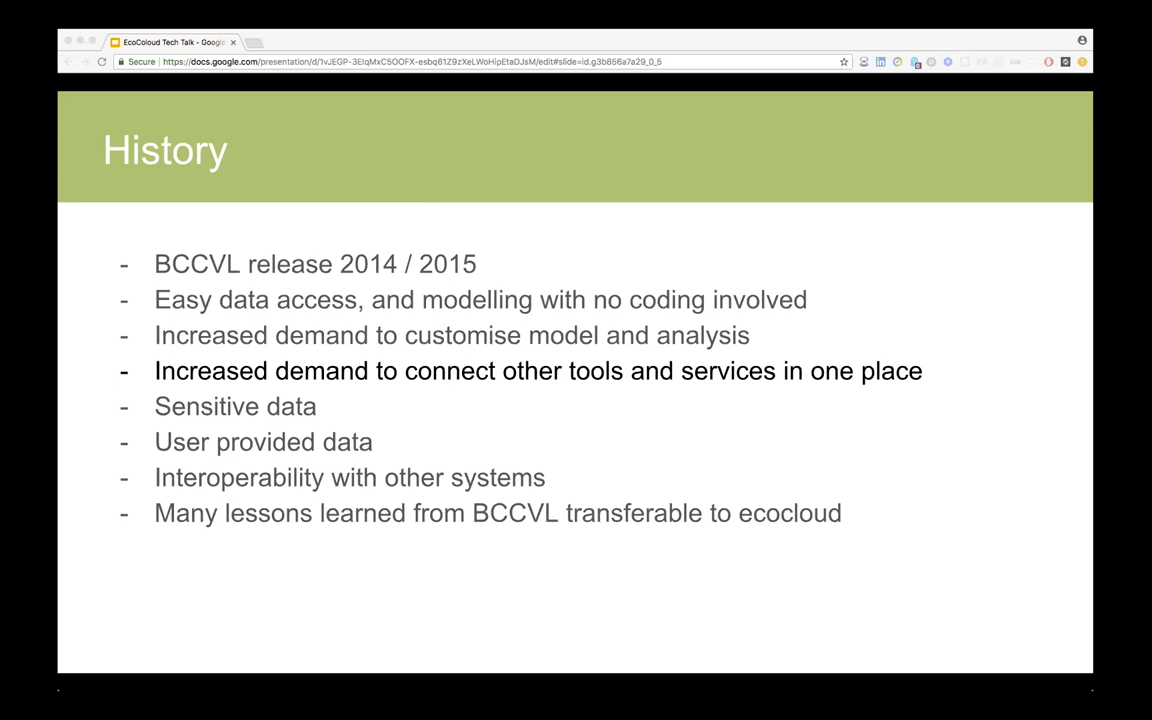 EcoColoud Tech Talk - Google
Secure
https://docs.google.com/presentation/d/1vJEGP-3EIqMxC5OOFX-esbq61Z9zXeLWoHipEtaDJsM/edit#slide=id.g3b856a7a29_0_5
History
- BCCVL release 2014 / 2015
- Easy data access, and modelling with no coding involved
- Increased demand to customise model and analysis
- Increased demand to connect other tools and services in one place
- Sensitive data
- User provided data
- Interoperability with other systems
- Many lessons learned from BCCVL transferable to ecocloud